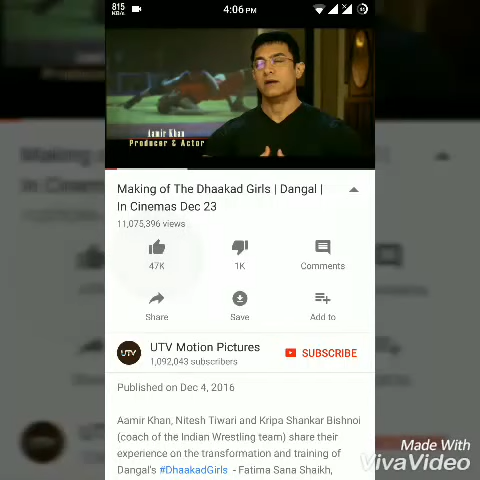 815
KB/s
4:06 PM
Aamir Khan
Producer & Actor
Making of The Dhaakad Girls | Dangal |
In Cinemas Dec 23
11,075,396 views
47K
1K
Comments
Share
Save
Add to
UTV
UTV Motion Pictures
1,092,043 subscribers
SUBSCRIBE
Published on Dec 4, 2016
Aamir Khan, Nitesh Tiwari and Kripa Shankar Bishnoi
(coach of the Indian Wrestling team) share their
experience on the transformation and training of
Dangal's #DhaakadGirls - Fatima Sana Shaikh,
Made With
VivaVideo